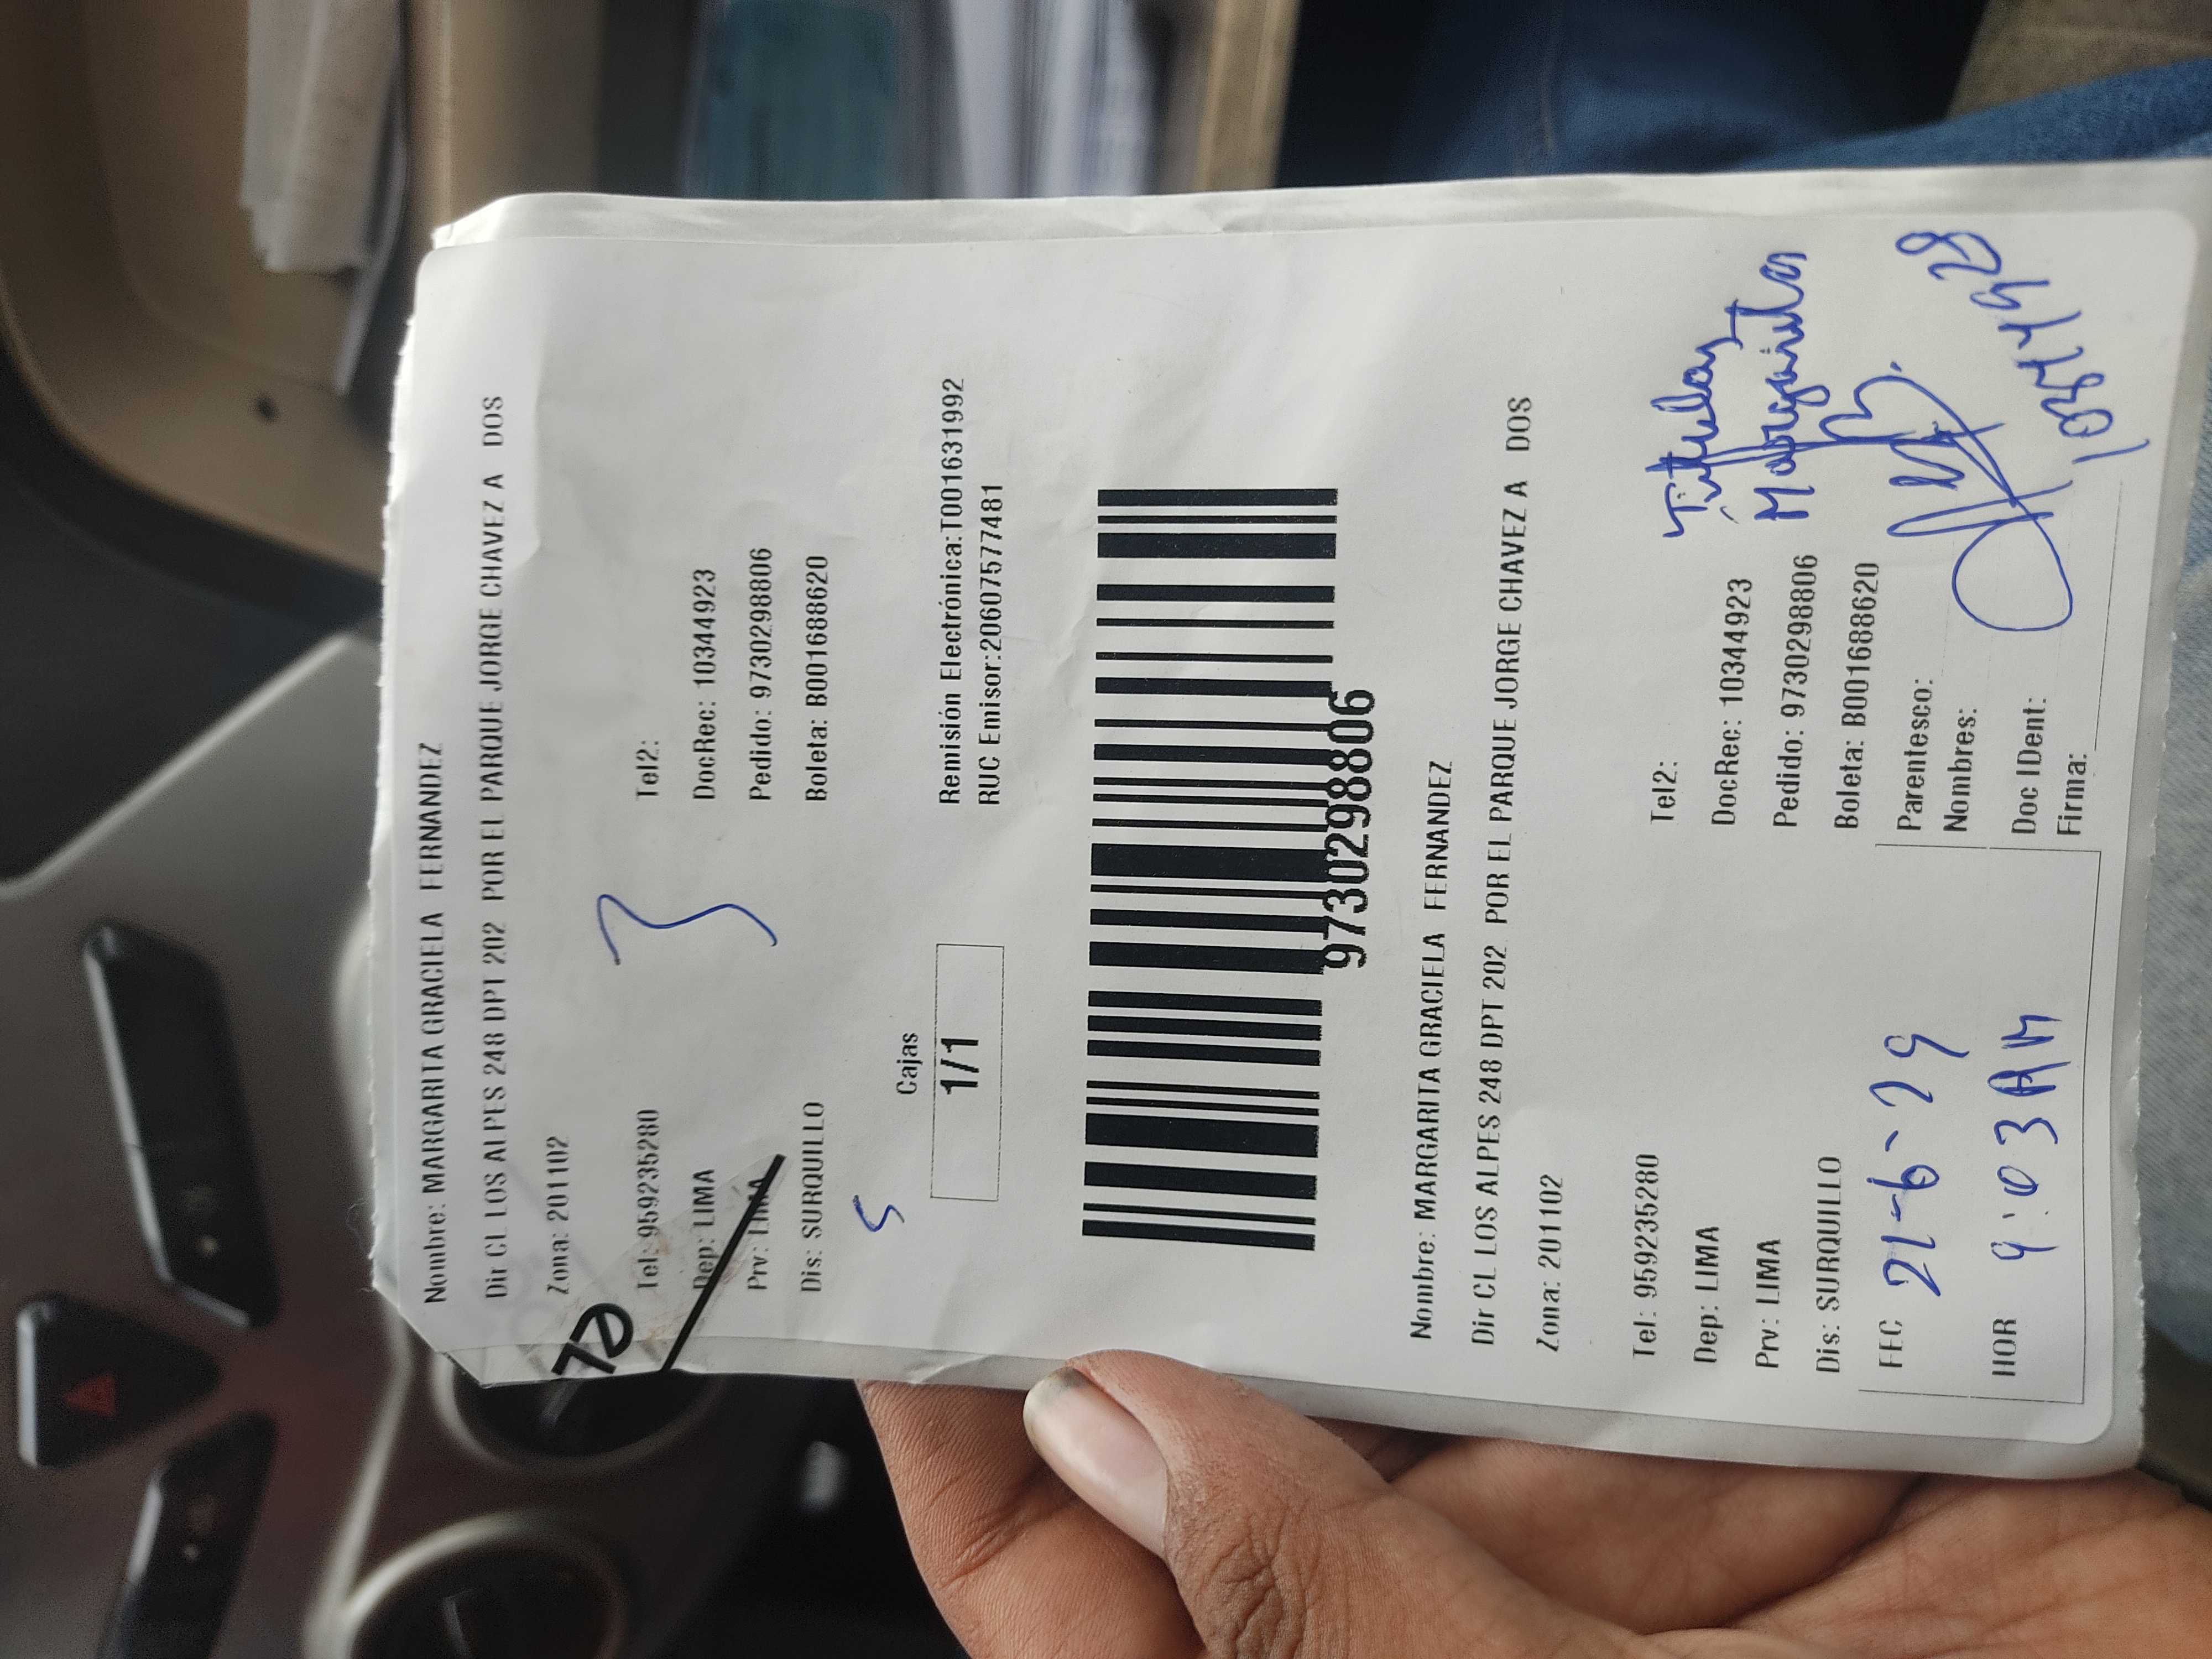 Nombre: MARGARITA GRACIELA FERNANDEZ
Dir CL LOS ALPES 248 DPT 202 POR EL PARQUE JORGE CHAVEZ A DOS
Zona: 201102
Tel: 959235280 Tel2:
Dep: LIMA DocRec: 10344923
Prv: LIMA Pedido: 9730298806
Dis: SURQUILLO Boleta: B001688620
3
S
Cajas
1/1
Remisión Electrónica:T001631992
RUC Emisor:20607577481
9730298806
Nombre: MARGARITA GRACIELA FERNANDEZ
Dir CL LOS ALPES 248 DPT 202 POR EL PARQUE JORGE CHAVEZ A DOS
Zona: 201102
Tel: 959235280 Tel2:
Dep: LIMA DocRec: 10344923
Prv: LIMA Pedido: 9730298806
Dis: SURQUILLO Boleta: B001688620
Titular
Margarita
FEC 21-6-29
HOR 9:03AM
Parentesco:
Nombres:
Doc IDent:
Firma: